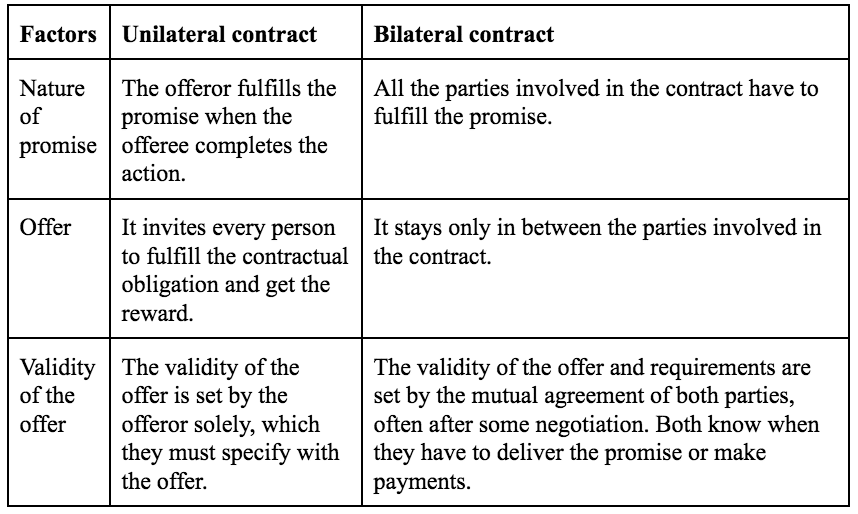 Factors
Unilateral contract
Bilateral contract
Nature
of
promise
The offeror fulfills the
promise when the
offeree completes the
action.
All the parties involved in the contract have to
fulfill the promise.
Offer
It invites every person
to fulfill the contractual
obligation and get the
reward.
It stays only in between the parties involved in
the contract.
Validity
of the
offer
The validity of the
offer is set by the
offeror solely, which
they must specify with
the offer.
The validity of the offer and requirements are
set by the mutual agreement of both parties,
often after some negotiation. Both know when
they have to deliver the promise or make
payments.